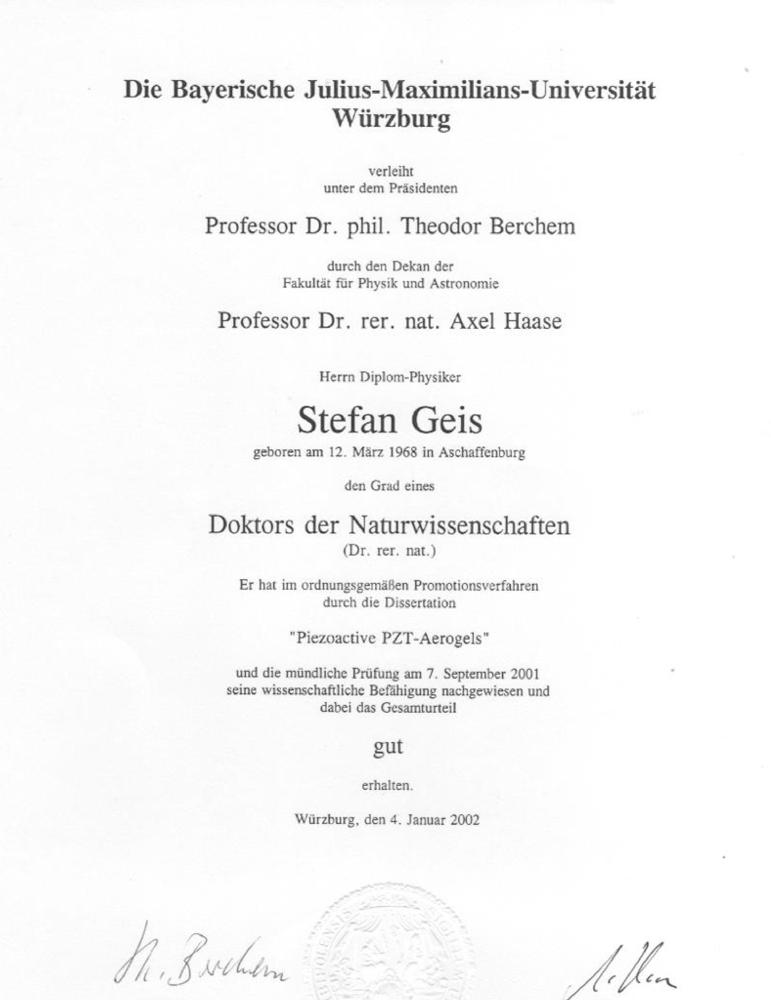 Die Bayerische Julius-Maximilians-Universität
Würzburg
verleiht
unter dem Präsidenten
Professor Dr. phil. Theodor Berchem
durch den Dekan der
Fakultät für Physik und Astronomie
Professor Dr. rer. nat. Axel Haase
Herrn Diplom-Physiker
Stefan Geis
geboren am 12. März 1968 in Aschaffenburg
den Grad eines
Doktors der Naturwissenschaften
(Dr. rer. nat.)
Er hat im ordnungsgemäßen Promotionsverfahren
durch die Dissertation
"Piezoactive PZT-Aerogels"
und die mündliche Prüfung am 7. September 2001
seine wissenschaftliche Befähigung nachgewiesen und
dabei das Gesamturteil
gut
erhalten.
Würzburg, den 4. Januar 2002
Th. Berchem